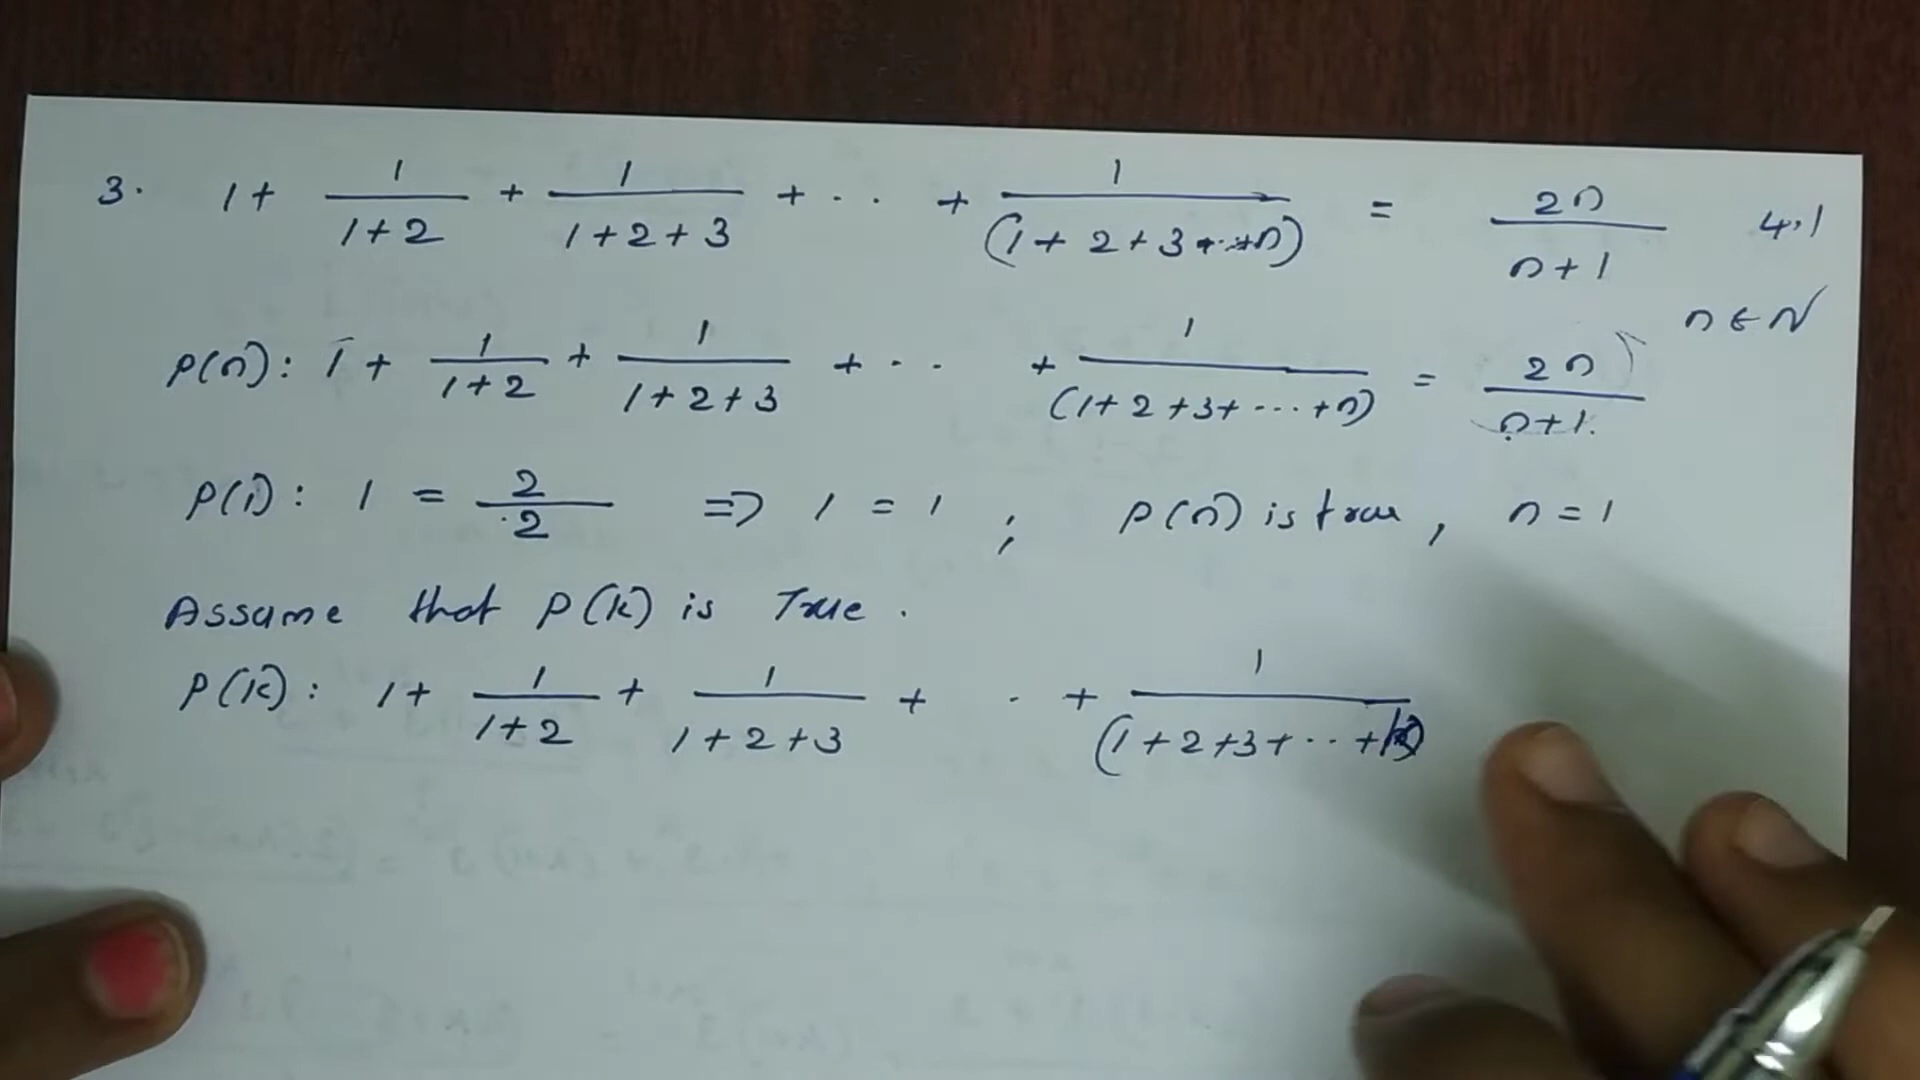 3. 1 + 1/(1+2) + 1/(1+2+3) + .. + 1/(1+2+3+..+n) = 2n/(n+1) 4.1
n ∈ N
P(n): 1 + 1/(1+2) + 1/(1+2+3) + .. + 1/(1+2+3+...+n) = 2n/(n+1).
P(1): 1 = 2/2 ⇒ 1 = 1 ; P(n) is true, n = 1
Assume that P(k) is True.
P(k): 1 + 1/(1+2) + 1/(1+2+3) + . + 1/(1+2+3+..+k)